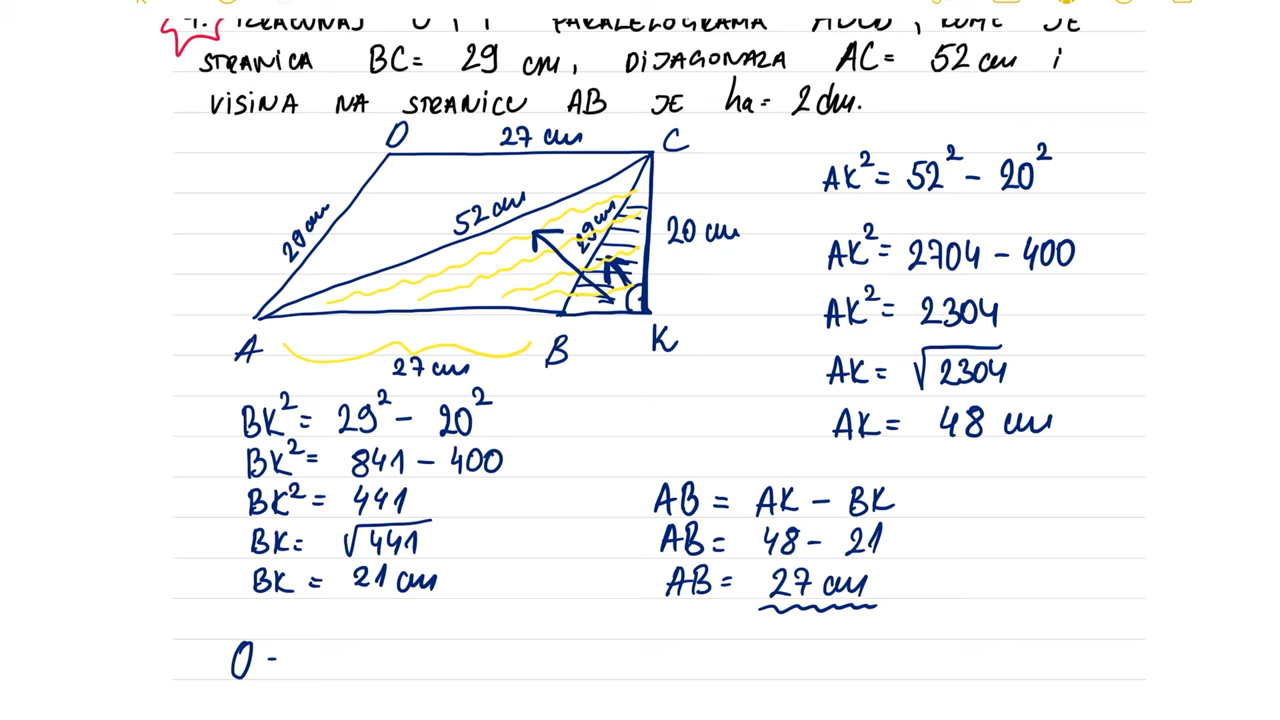 STRANICA BC= 29 cm, DIJAGONALA AC= 52 cm i
VISINA NA STRANICU AB JE ha= 2dm.
D 27 cm C
29 cm
52 cm
29 cm
20 cm
A B K
27 cm
AK² = 52² - 20²
AK² = 2704 - 400
AK² = 2304
AK = √2304
AK = 48 cm
BK² = 29² - 20²
BK² = 841 - 400
BK² = 441
BK = √441
BK = 21 cm
AB = AK - BK
AB = 48 - 21
AB = 27 cm
O -